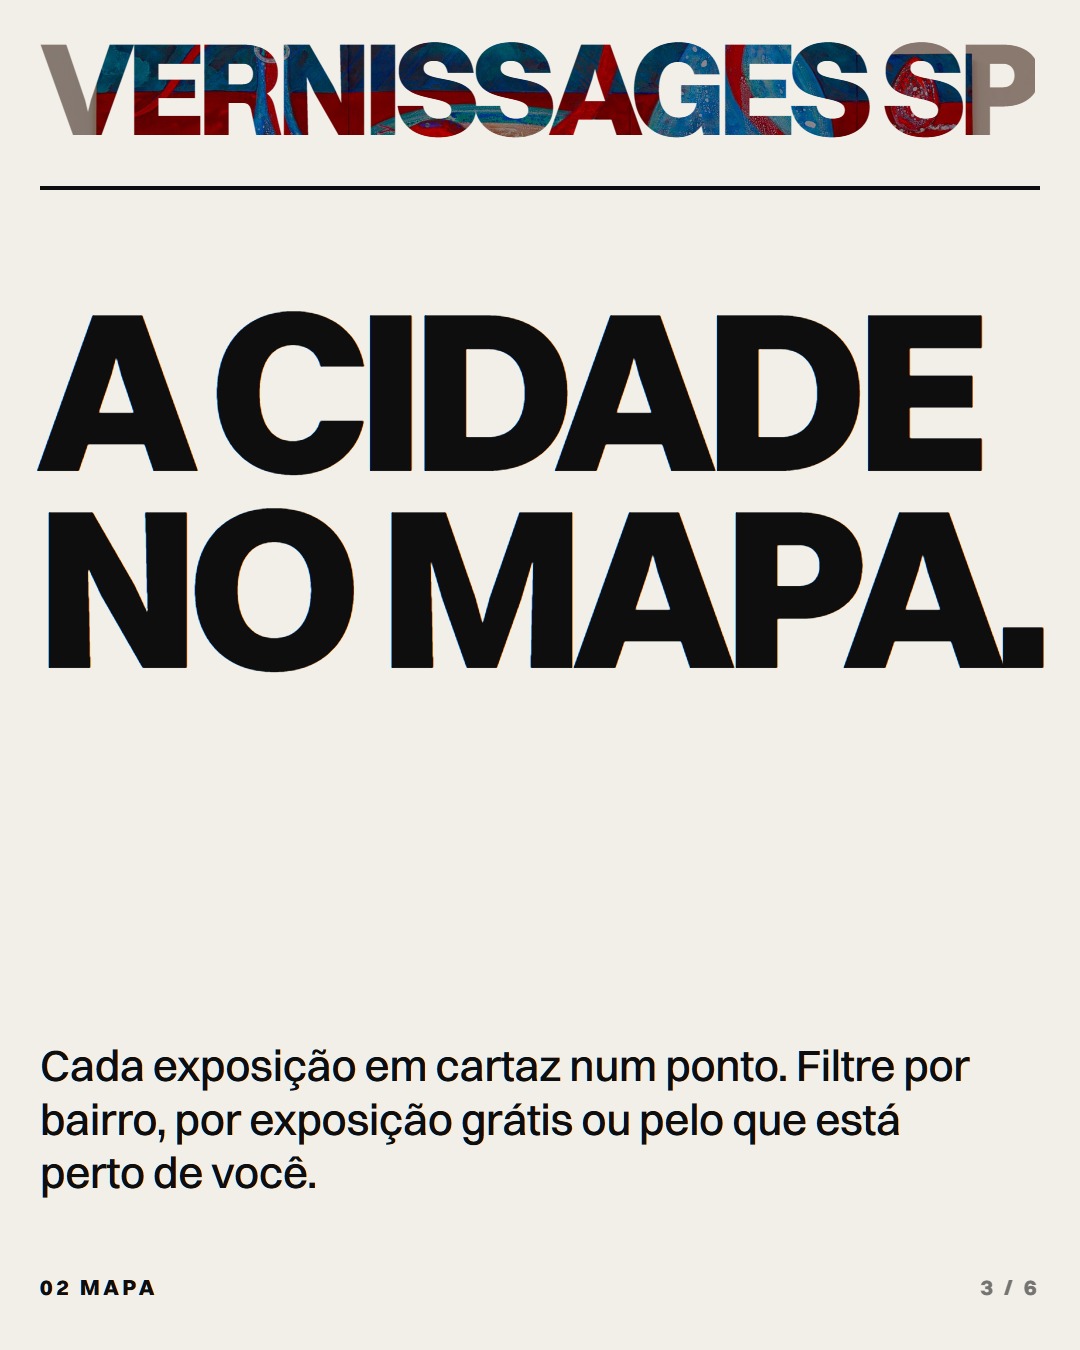 VERNISSAGES SP
A CIDADE
NO MAPA.
Cada exposição em cartaz num ponto. Filtre por
bairro, por exposição grátis ou pelo que está
perto de você.
02 MAPA
3 / 6